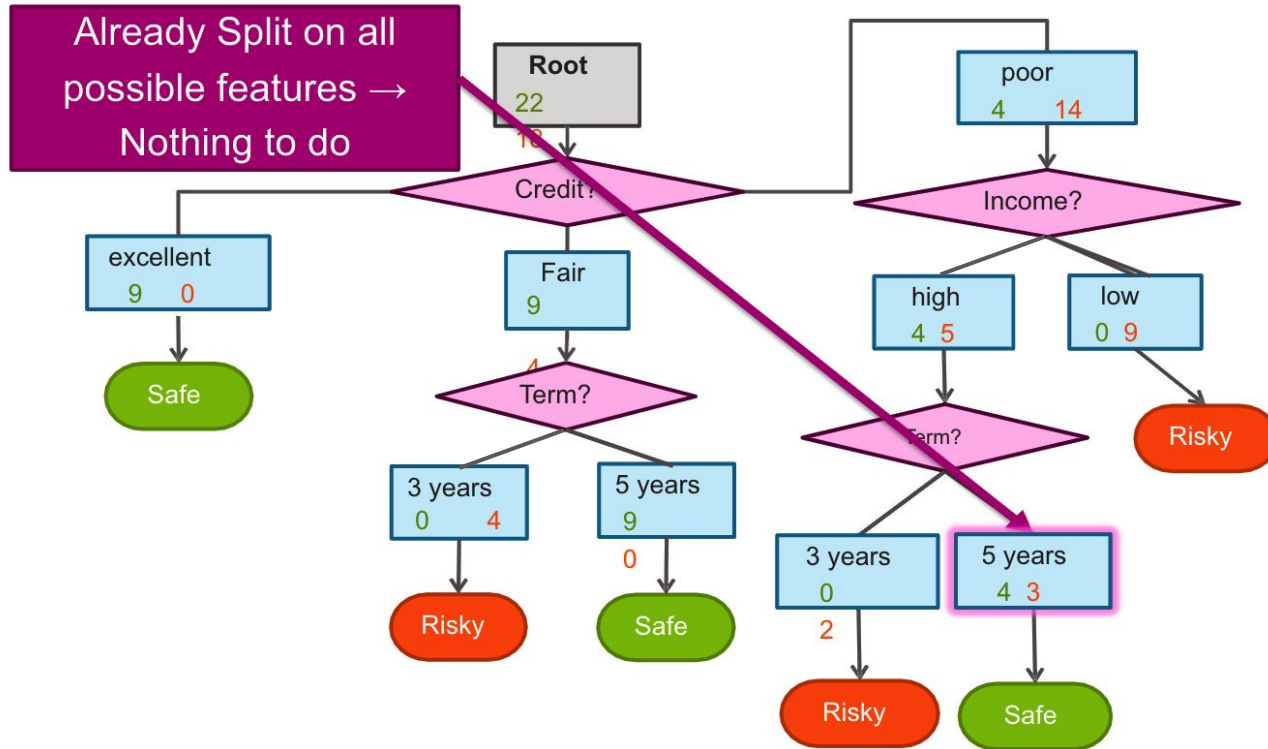 Already Split on all
possible features →
Nothing to do
Root
22
18
Credit?
excellent
9 0
Safe
Fair
9
4
Term?
3 years
0 4
Risky
5 years
9
0
Safe
poor
4 14
Income?
high
4 5
low
0 9
Risky
Term?
3 years
0
2
Risky
5 years
4 3
Safe